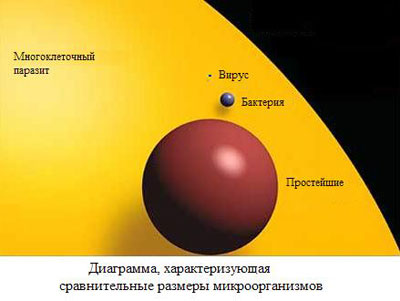 Многоклеточный
паразит
Вирус
Бактерия
Простейшие
Диаграмма, характеризующая
сравнительные размеры микроорганизмов